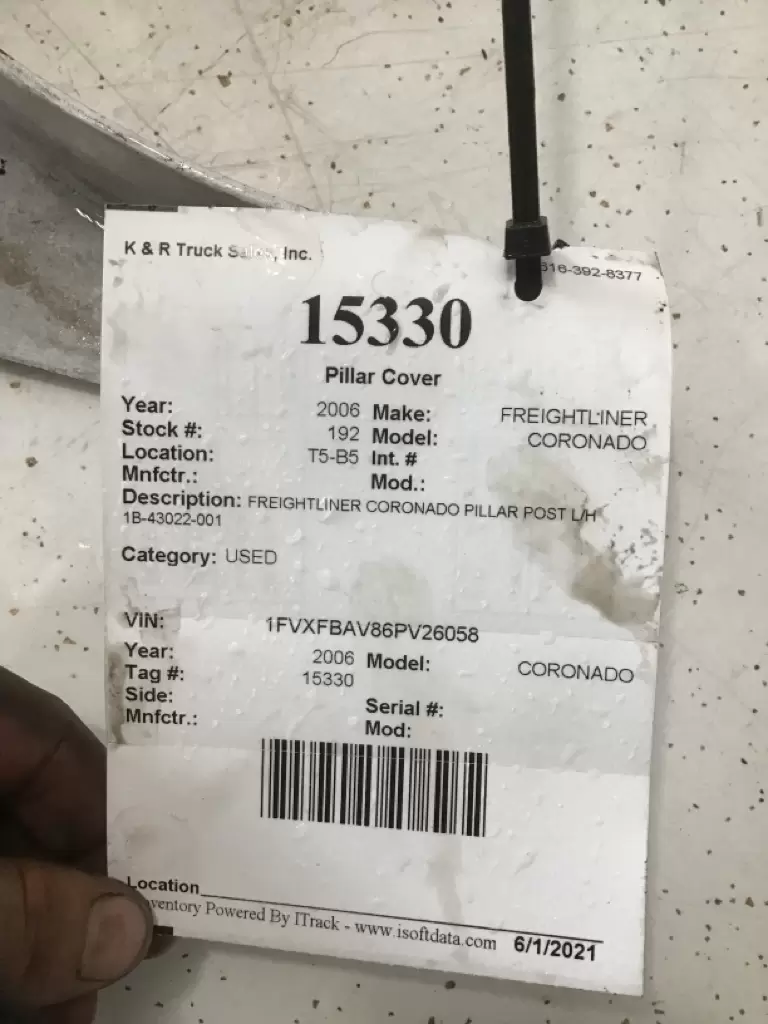 K & R Truck Sales, Inc.
616-392-8377
15330
Pillar Cover
Year: 2006 Make: FREIGHTLINER
Stock #: 192 Model: CORONADO
Location: T5-B5 Int. #
Mnfctr.: Mod.:
Description: FREIGHTLINER CORONADO PILLAR POST L/H
1B-43022-001
Category: USED
VIN: 1FVXFBAV86PV26058
Year: 2006 Model: CORONADO
Tag #: 15330
Side: Serial #:
Mnfctr.: Mod:
Location
Inventory Powered By ITrack - www.isoftdata.com 6/1/2021